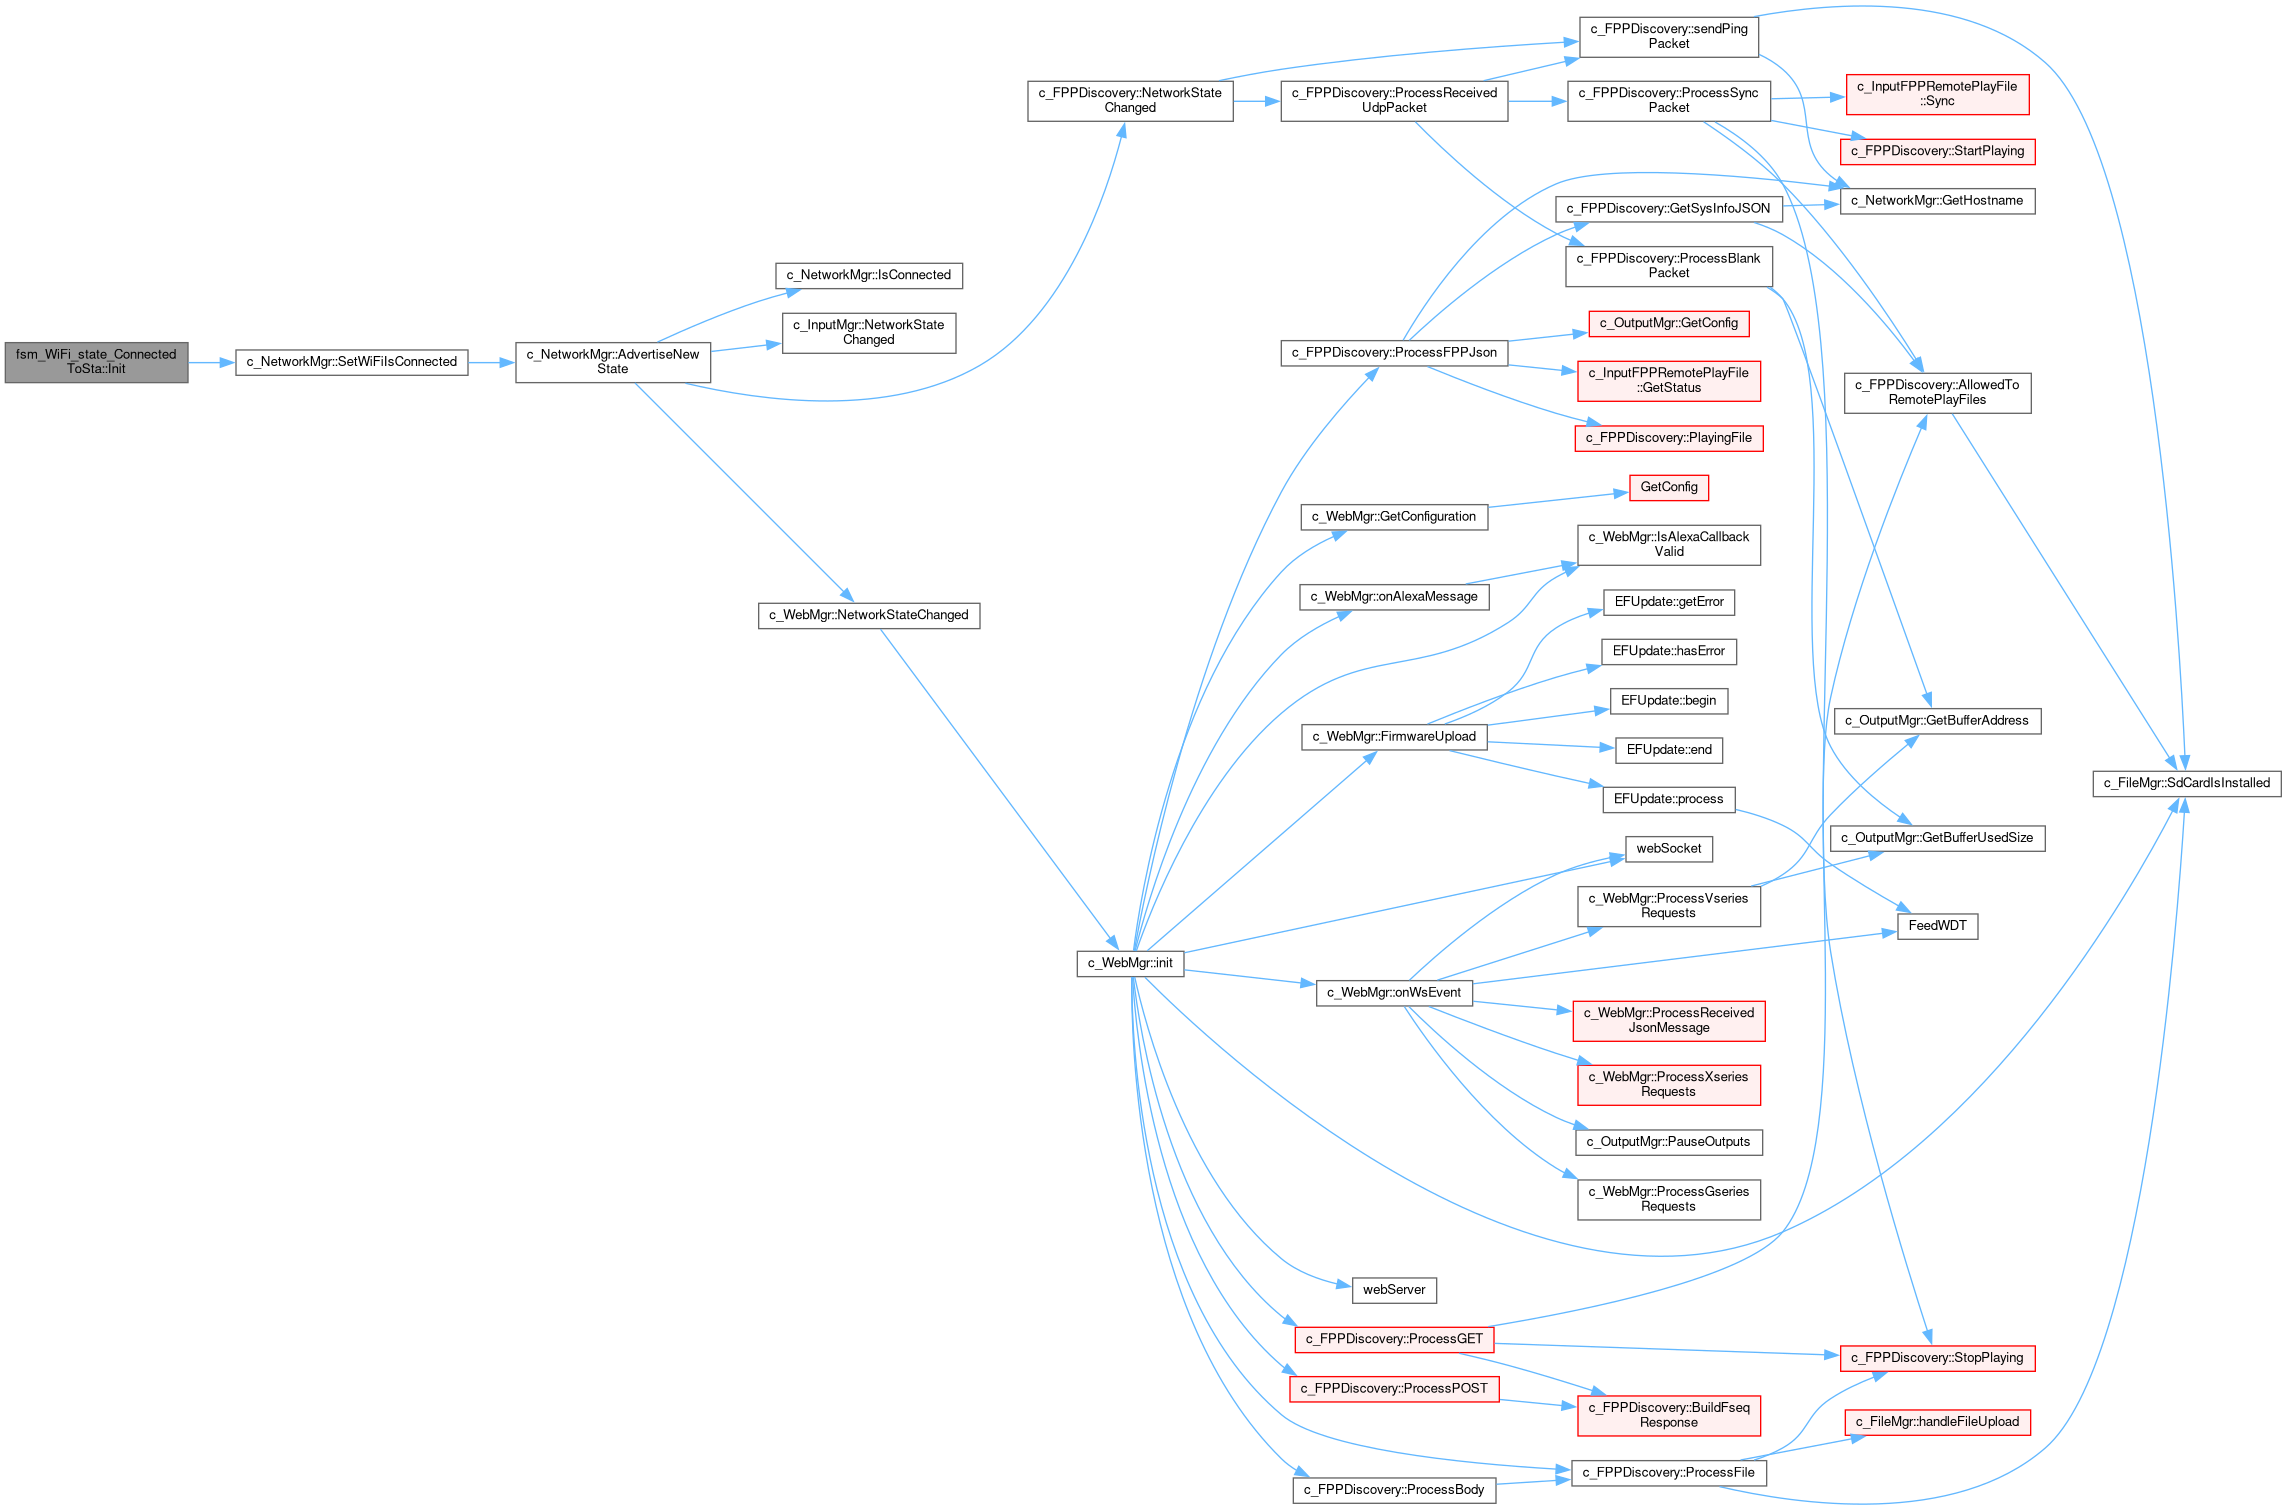 fsm_WiFi_state_Connected
ToSta::Init
c_NetworkMgr::SetWiFiIsConnected
c_NetworkMgr::AdvertiseNew
State
c_NetworkMgr::IsConnected
c_InputMgr::NetworkState
Changed
c_WebMgr::NetworkStateChanged
c_FPPDiscovery::NetworkState
Changed
c_WebMgr::init
c_FPPDiscovery::ProcessReceived
UdpPacket
c_FPPDiscovery::ProcessFPPJson
c_WebMgr::GetConfiguration
c_WebMgr::onAlexaMessage
c_WebMgr::FirmwareUpload
c_WebMgr::onWsEvent
webServer
c_FPPDiscovery::ProcessGET
c_FPPDiscovery::ProcessPOST
c_FPPDiscovery::ProcessBody
c_FPPDiscovery::sendPing
Packet
c_FPPDiscovery::ProcessSync
Packet
c_FPPDiscovery::GetSysInfoJSON
c_FPPDiscovery::ProcessBlank
Packet
c_OutputMgr::GetConfig
c_InputFPPRemotePlayFile
::GetStatus
c_FPPDiscovery::PlayingFile
GetConfig
c_WebMgr::IsAlexaCallback
Valid
EFUpdate::getError
EFUpdate::hasError
EFUpdate::begin
EFUpdate::end
EFUpdate::process
webSocket
c_WebMgr::ProcessVseries
Requests
c_WebMgr::ProcessReceived
JsonMessage
c_WebMgr::ProcessXseries
Requests
c_OutputMgr::PauseOutputs
c_WebMgr::ProcessGseries
Requests
c_FPPDiscovery::BuildFseq
Response
c_FPPDiscovery::ProcessFile
c_InputFPPRemotePlayFile
::Sync
c_FPPDiscovery::StartPlaying
c_NetworkMgr::GetHostname
c_FPPDiscovery::AllowedTo
RemotePlayFiles
c_OutputMgr::GetBufferAddress
c_OutputMgr::GetBufferUsedSize
FeedWDT
c_FPPDiscovery::StopPlaying
c_FileMgr::handleFileUpload
c_FileMgr::SdCardIsInstalled